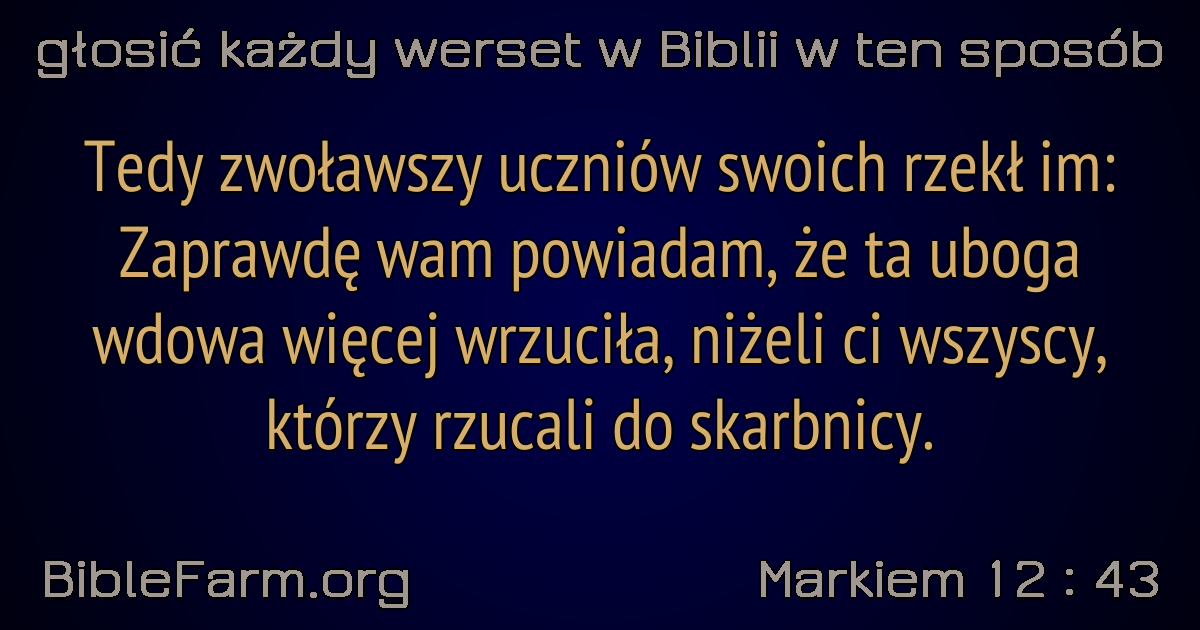 głosić każdy werset w Biblii w ten sposób
Tedy zwoławszy uczniów swoich rzekł im:
Zaprawdę wam powiadam, że ta uboga
wdowa więcej wrzuciła, niżeli ci wszyscy,
którzy rzucali do skarbnicy.
BibleFarm.org
Markiem 12 : 43